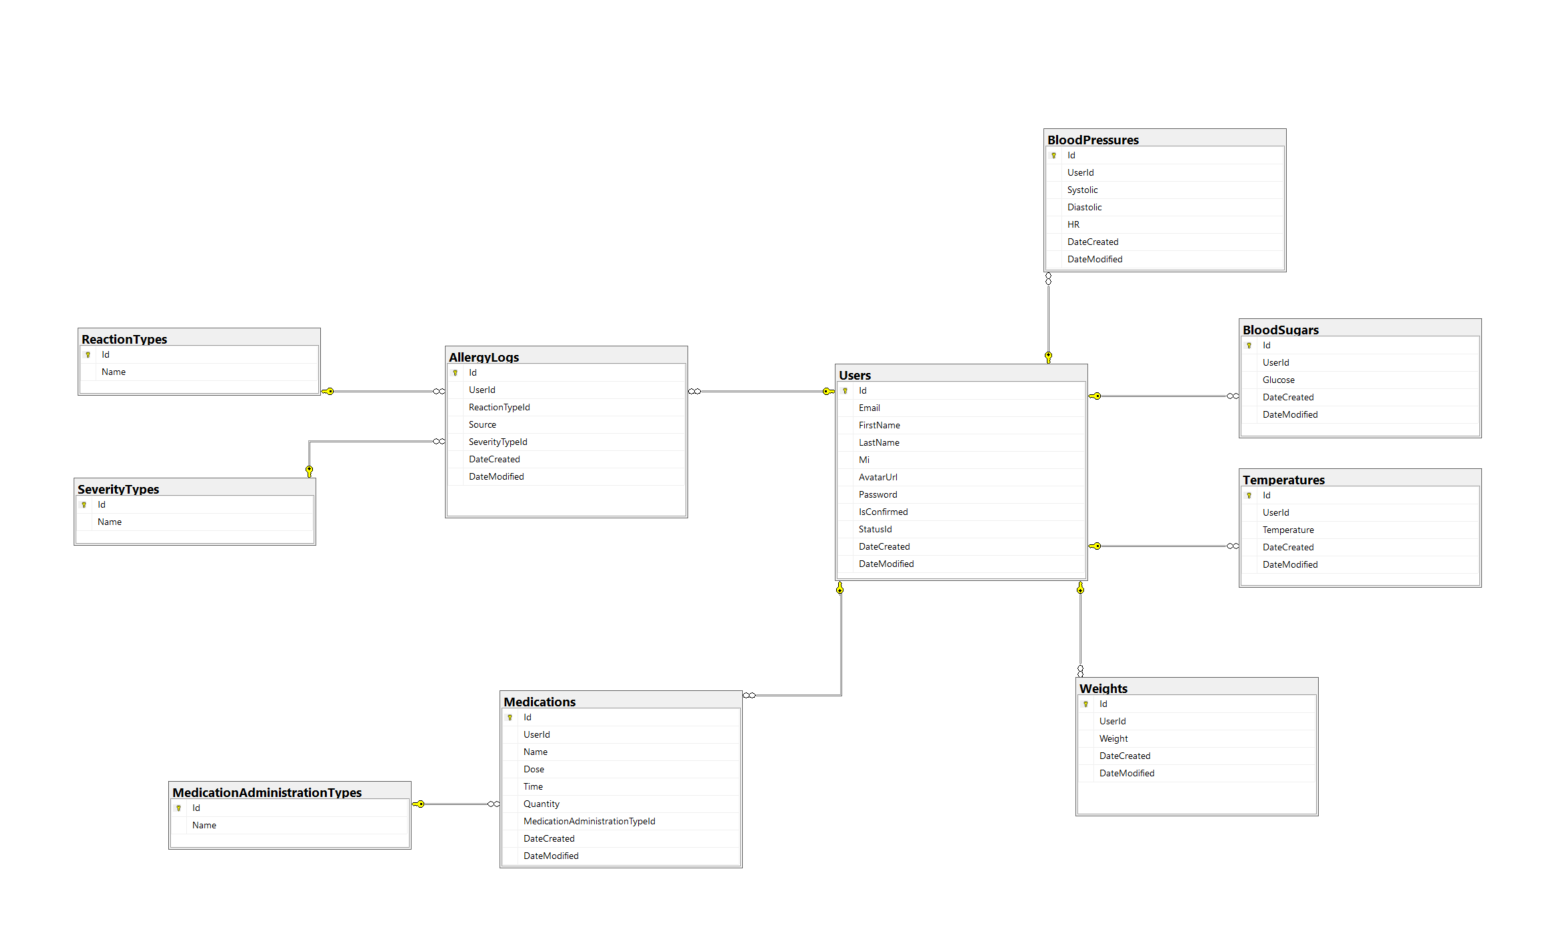 BloodPressures
Id
UserId
Systolic
Diastolic
HR
DateCreated
DateModified
ReactionTypes
Id
Name
SeverityTypes
Id
Name
AllergyLogs
Id
UserId
ReactionTypeId
Source
SeverityTypeId
DateCreated
DateModified
Users
Id
Email
FirstName
LastName
Mi
AvatarUrl
Password
IsConfirmed
StatusId
DateCreated
DateModified
BloodSugars
Id
UserId
Glucose
DateCreated
DateModified
Temperatures
Id
UserId
Temperature
DateCreated
DateModified
Weights
Id
UserId
Weight
DateCreated
DateModified
Medications
Id
UserId
Name
Dose
Time
Quantity
MedicationAdministrationTypeId
DateCreated
DateModified
MedicationAdministrationTypes
Id
Name